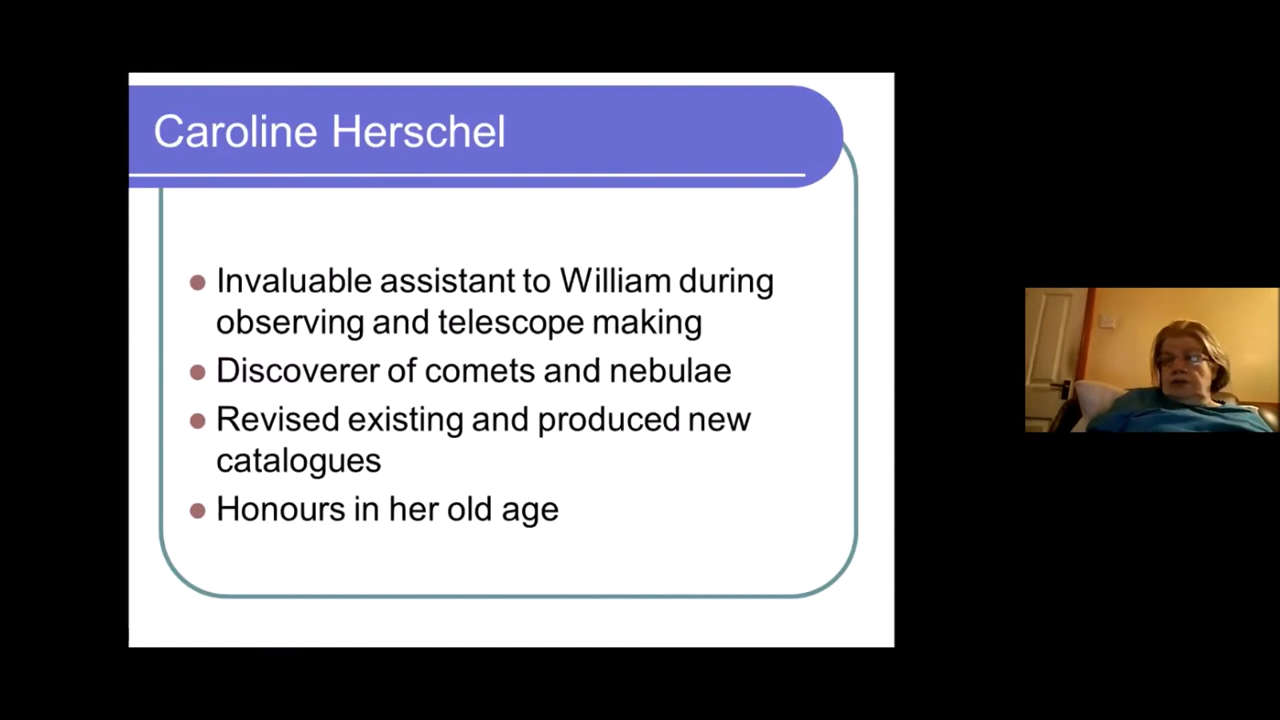 Caroline Herschel
Invaluable assistant to William during
observing and telescope making
Discoverer of comets and nebulae
Revised existing and produced new
catalogues
Honours in her old age